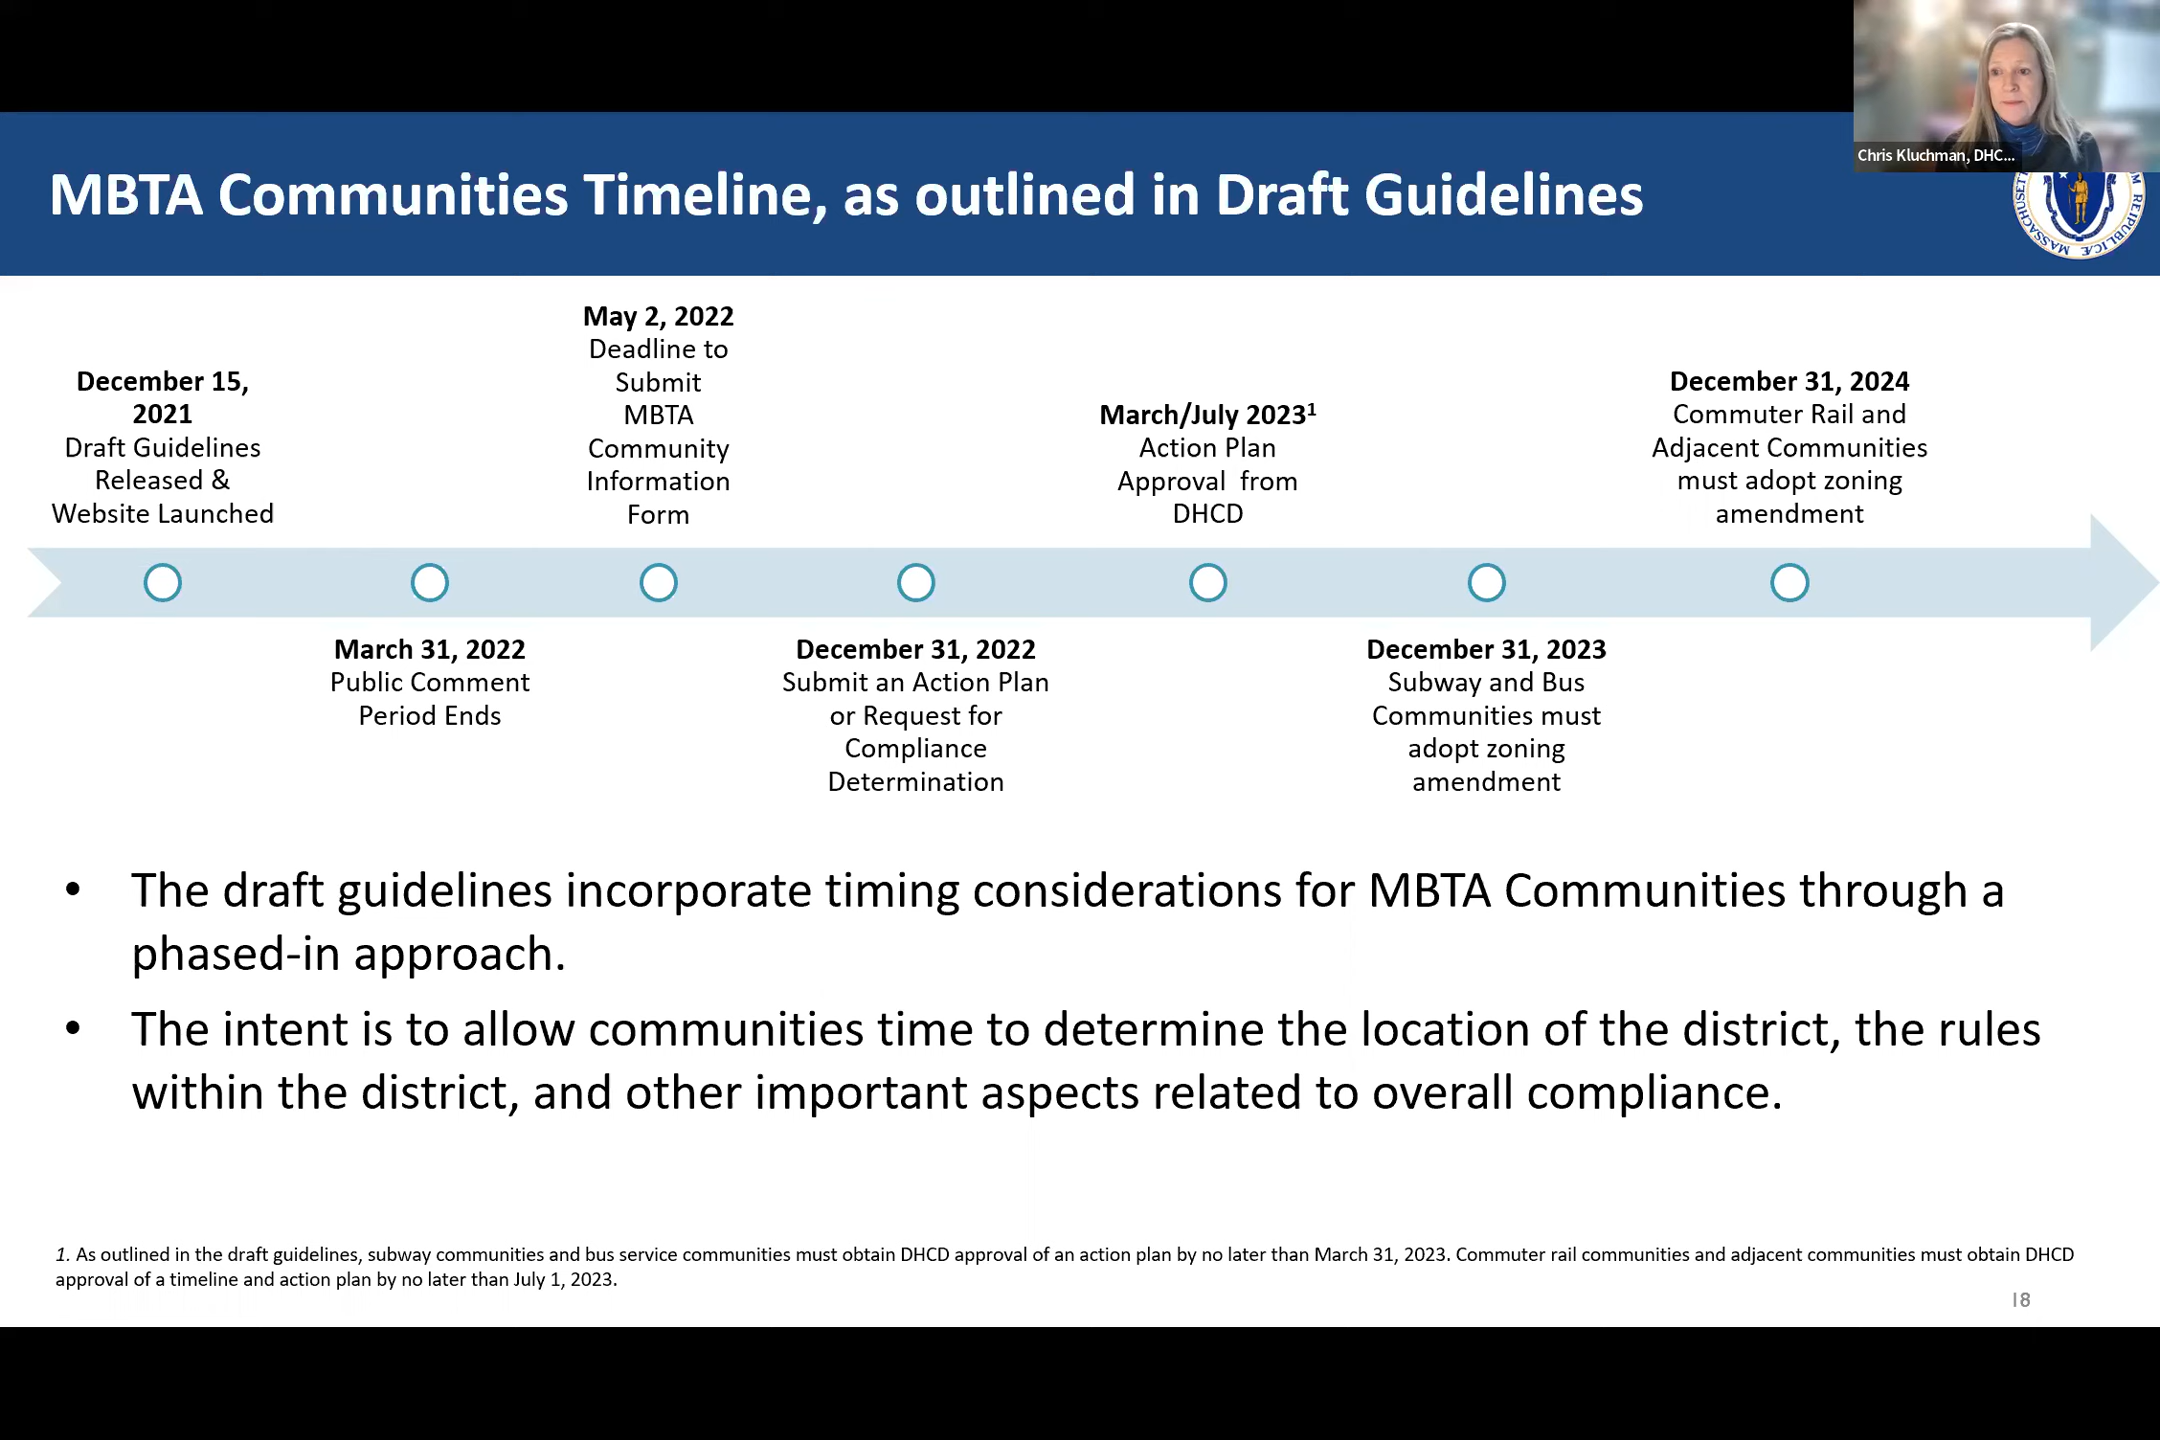 Chris Kluchman, DHC...
MBTA Communities Timeline, as outlined in Draft Guidelines
MASSACHUSETT
REIPUBLICÆ
December 15,
2021
Draft Guidelines
Released &
Website Launched
March 31, 2022
Public Comment
Period Ends
May 2, 2022
Deadline to
Submit
MBTA
Community
Information
Form
December 31, 2022
Submit an Action Plan
or Request for
Compliance
Determination
March/July 2023¹
Action Plan
Approval from
DHCD
December 31, 2023
Subway and Bus
Communities must
adopt zoning
amendment
December 31, 2024
Commuter Rail and
Adjacent Communities
must adopt zoning
amendment
• The draft guidelines incorporate timing considerations for MBTA Communities through a
phased-in approach.
• The intent is to allow communities time to determine the location of the district, the rules
within the district, and other important aspects related to overall compliance.
1. As outlined in the draft guidelines, subway communities and bus service communities must obtain DHCD approval of an action plan by no later than March 31, 2023. Commuter rail communities and adjacent communities must obtain DHCD
approval of a timeline and action plan by no later than July 1, 2023.
18